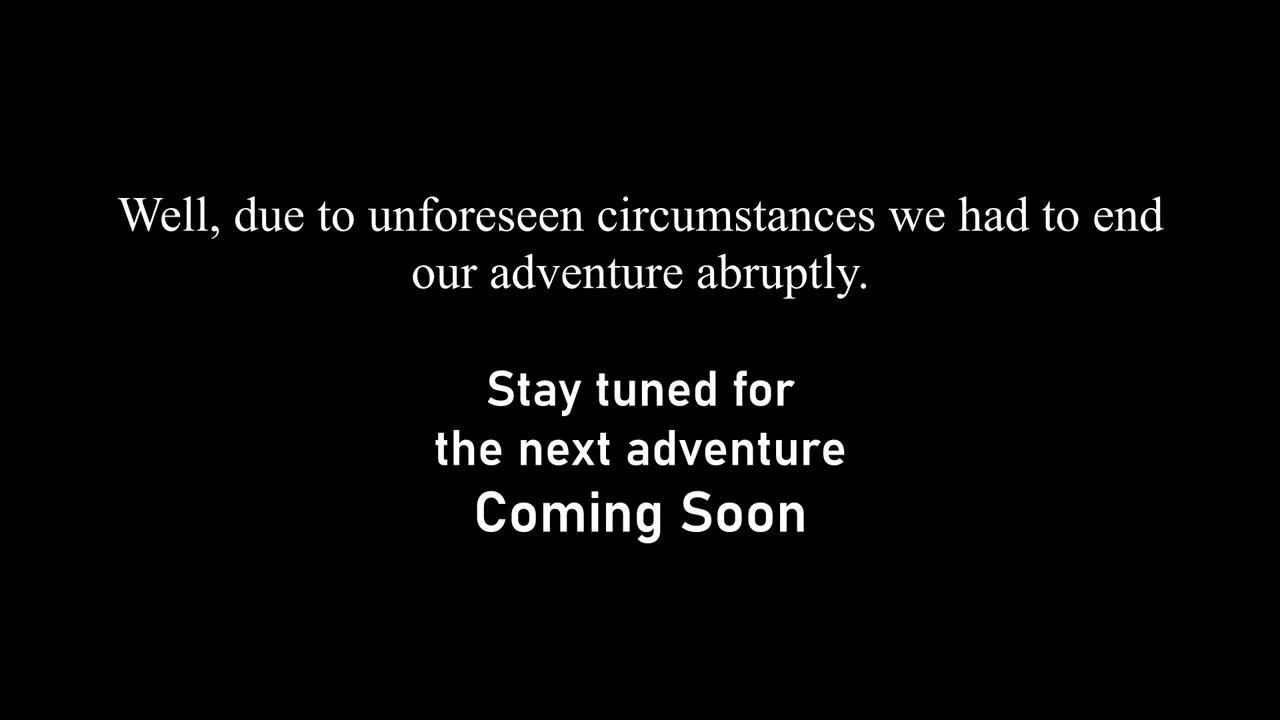 Well, due to unforeseen circumstances we had to end
our adventure abruptly.
Stay tuned for
the next adventure
Coming Soon